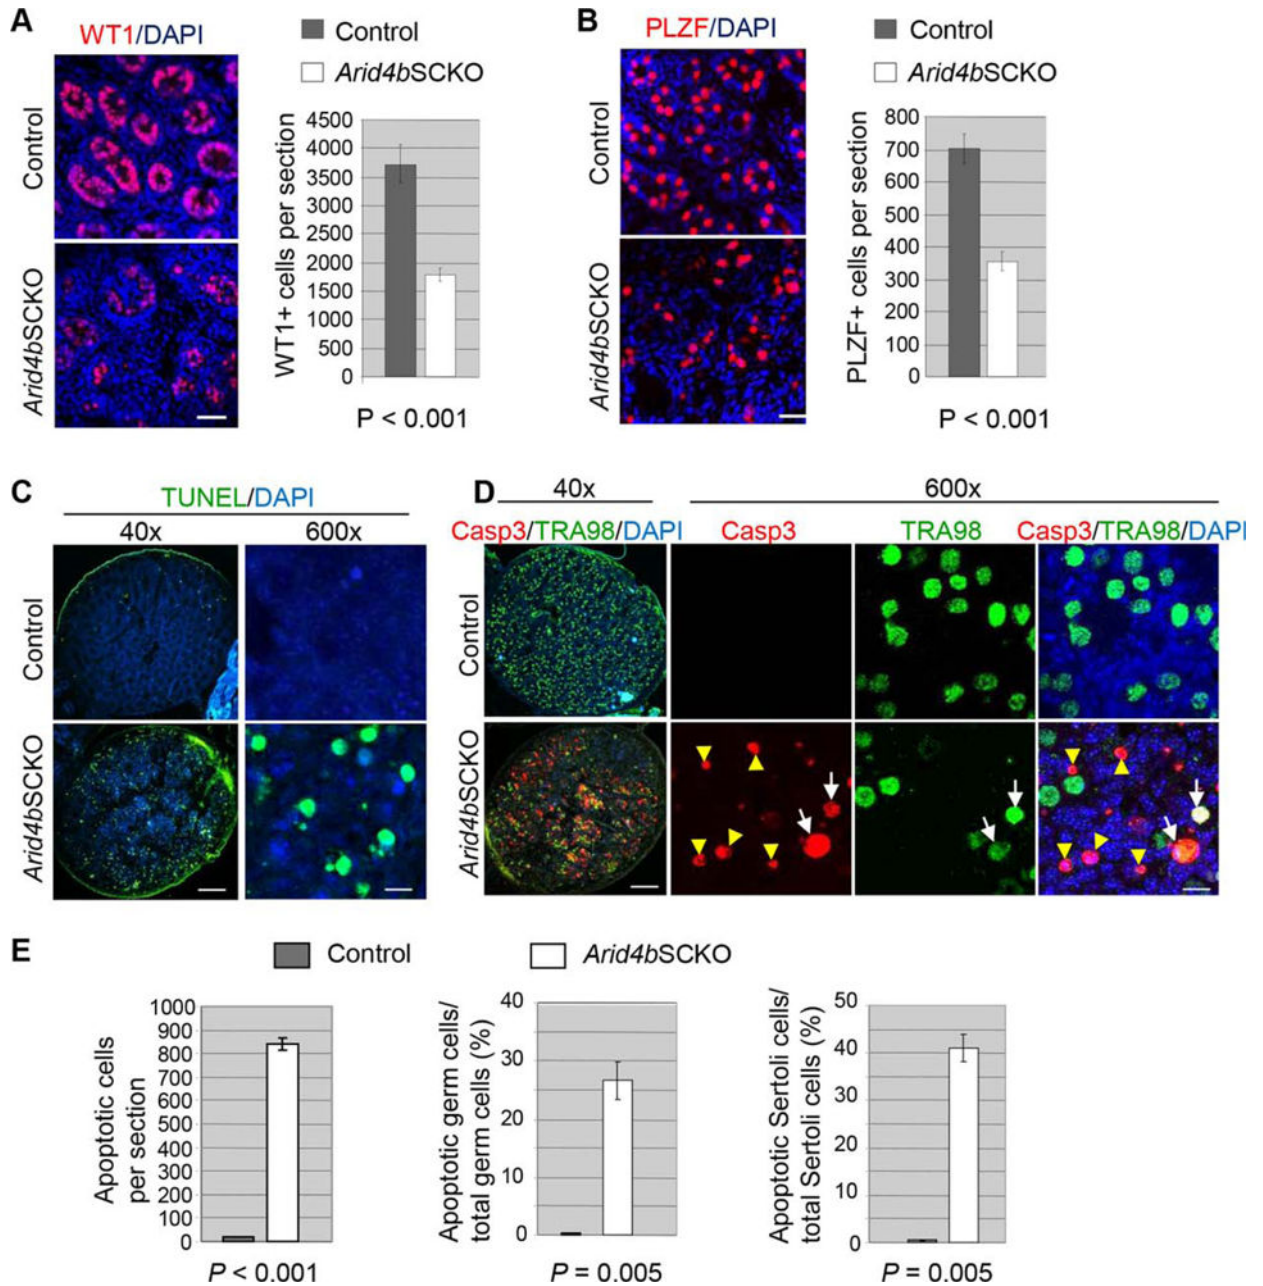 A
WT1/DAPI
Control
Arid4bSCKO
Control
Arid4bSCKO
WT1+ cells per section
4500
4000
3500
3000
2500
2000
1500
1000
500
0
P < 0.001
B
PLZF/DAPI
Control
Arid4bSCKO
Control
Arid4bSCKO
PLZF+ cells per section
800
700
600
500
400
300
200
100
0
P < 0.001
C
TUNEL/DAPI
40x 600x
Control
Arid4bSCKO
D
40x 600x
Casp3/TRA98/DAPI Casp3 TRA98 Casp3/TRA98/DAPI
Control
Arid4bSCKO
E
Control Arid4bSCKO
Apoptotic cells
per section
1000
900
800
700
600
500
400
300
200
100
0
P < 0.001
Apoptotic germ cells/
total germ cells (%)
40
30
20
10
0
P = 0.005
Apoptotic Sertoli cells/
total Sertoli cells (%)
50
40
30
20
10
0
P = 0.005